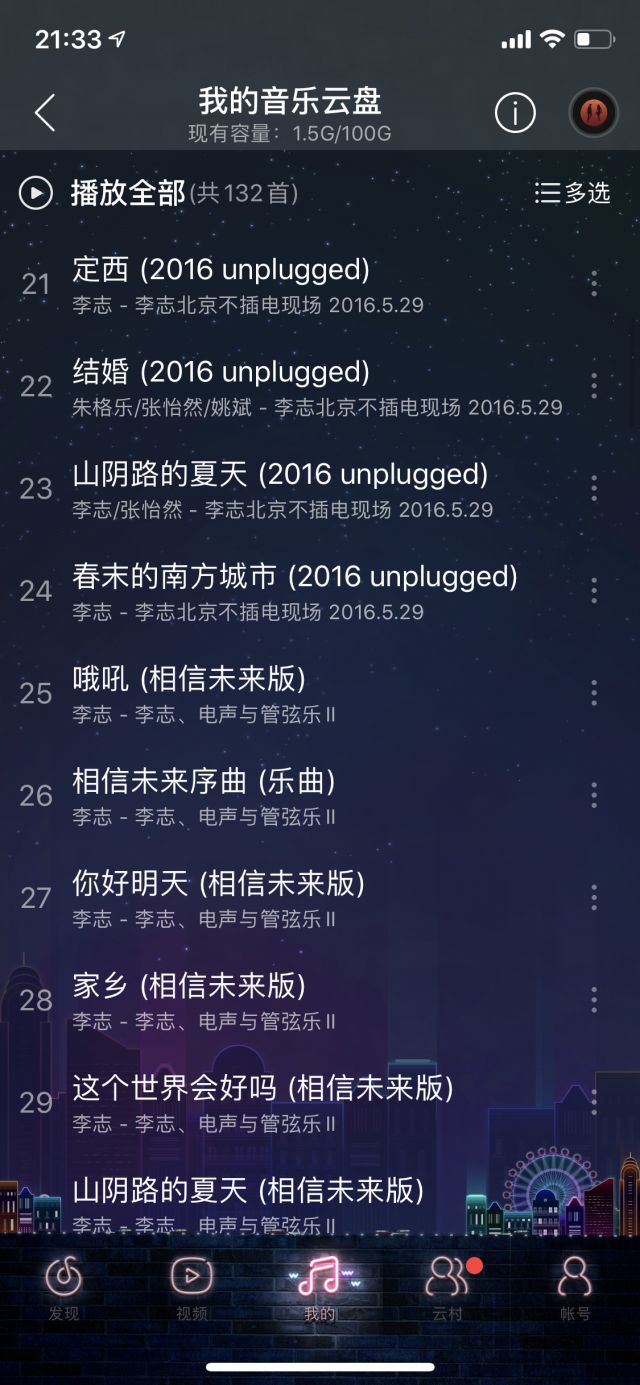 21:33
我的音乐云盘
现有容量：1.5G/100G
播放全部(共132首)
多选
21
定西 (2016 unplugged)
李志 - 李志北京不插电现场 2016.5.29
22
结婚 (2016 unplugged)
朱格乐/张怡然/姚斌 - 李志北京不插电现场 2016.5.29
23
山阴路的夏天 (2016 unplugged)
李志/张怡然 - 李志北京不插电现场 2016.5.29
24
春末的南方城市 (2016 unplugged)
李志 - 李志北京不插电现场 2016.5.29
25
哦吼 (相信未来版)
李志 - 李志、电声与管弦乐II
26
相信未来序曲 (乐曲)
李志 - 李志、电声与管弦乐II
27
你好明天 (相信未来版)
李志 - 李志、电声与管弦乐II
28
家乡 (相信未来版)
李志 - 李志、电声与管弦乐II
29
这个世界会好吗 (相信未来版)
李志 - 李志、电声与管弦乐II
山阴路的夏天 (相信未来版)
李志 - 李志、电声与管弦乐II
发现
视频
我的
云村
帐号